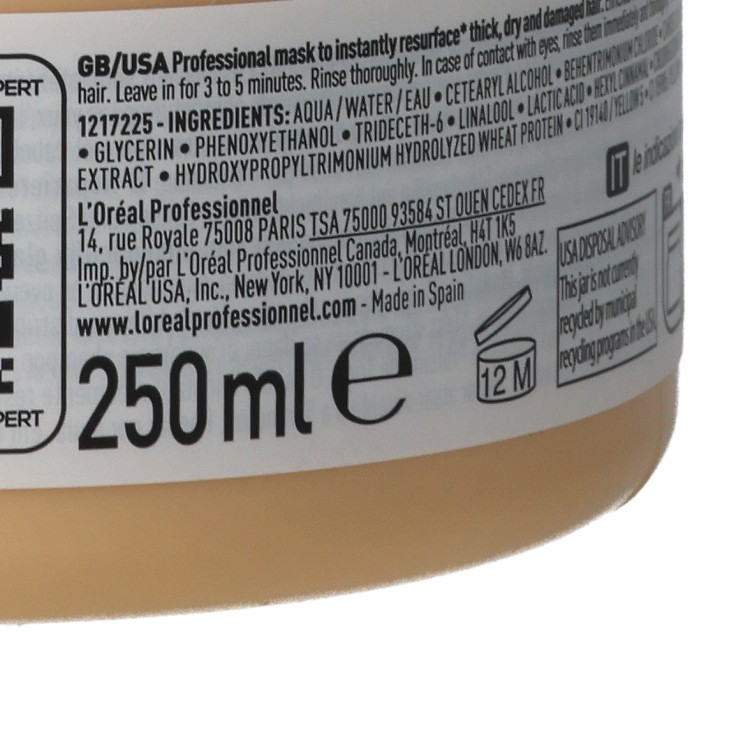 PERT
GB/USA Professional mask to instantly resurface* thick, dry and damaged hair.
hair. Leave in for 3 to 5 minutes. Rinse thoroughly. In case of contact with eyes, rinse them immediately and
1217225 - INGREDIENTS: AQUA / WATER / EAU • CETEARYL ALCOHOL • BEHENTRIMONIUM CHLORIDE •
• GLYCERIN • PHENOXYETHANOL • TRIDECETH-6 • LINALOOL • LACTIC ACID • HEXYL CINNAMAL •
EXTRACT • HYDROXYPROPYLTRIMONIUM HYDROLYZED WHEAT PROTEIN • CI 19140 / YELLOW 5 •
IT le indicazioni
L'Oréal Professionnel
14, rue Royale 75008 PARIS TSA 75000 93584 ST OUEN CEDEX FR
Imp. by/par L'Oréal Professionnel Canada, Montréal, H4T 1K5
L'ORÉAL USA, Inc., New York, NY 10001 - L'ORÉAL LONDON, W6 8AZ.
www.lorealprofessionnel.com - Made in Spain
USA DISPOSAL ADVISORY
This jar is not currently
recycled by municipal
recycling programs in the USA
250 ml e
12 M
PERT